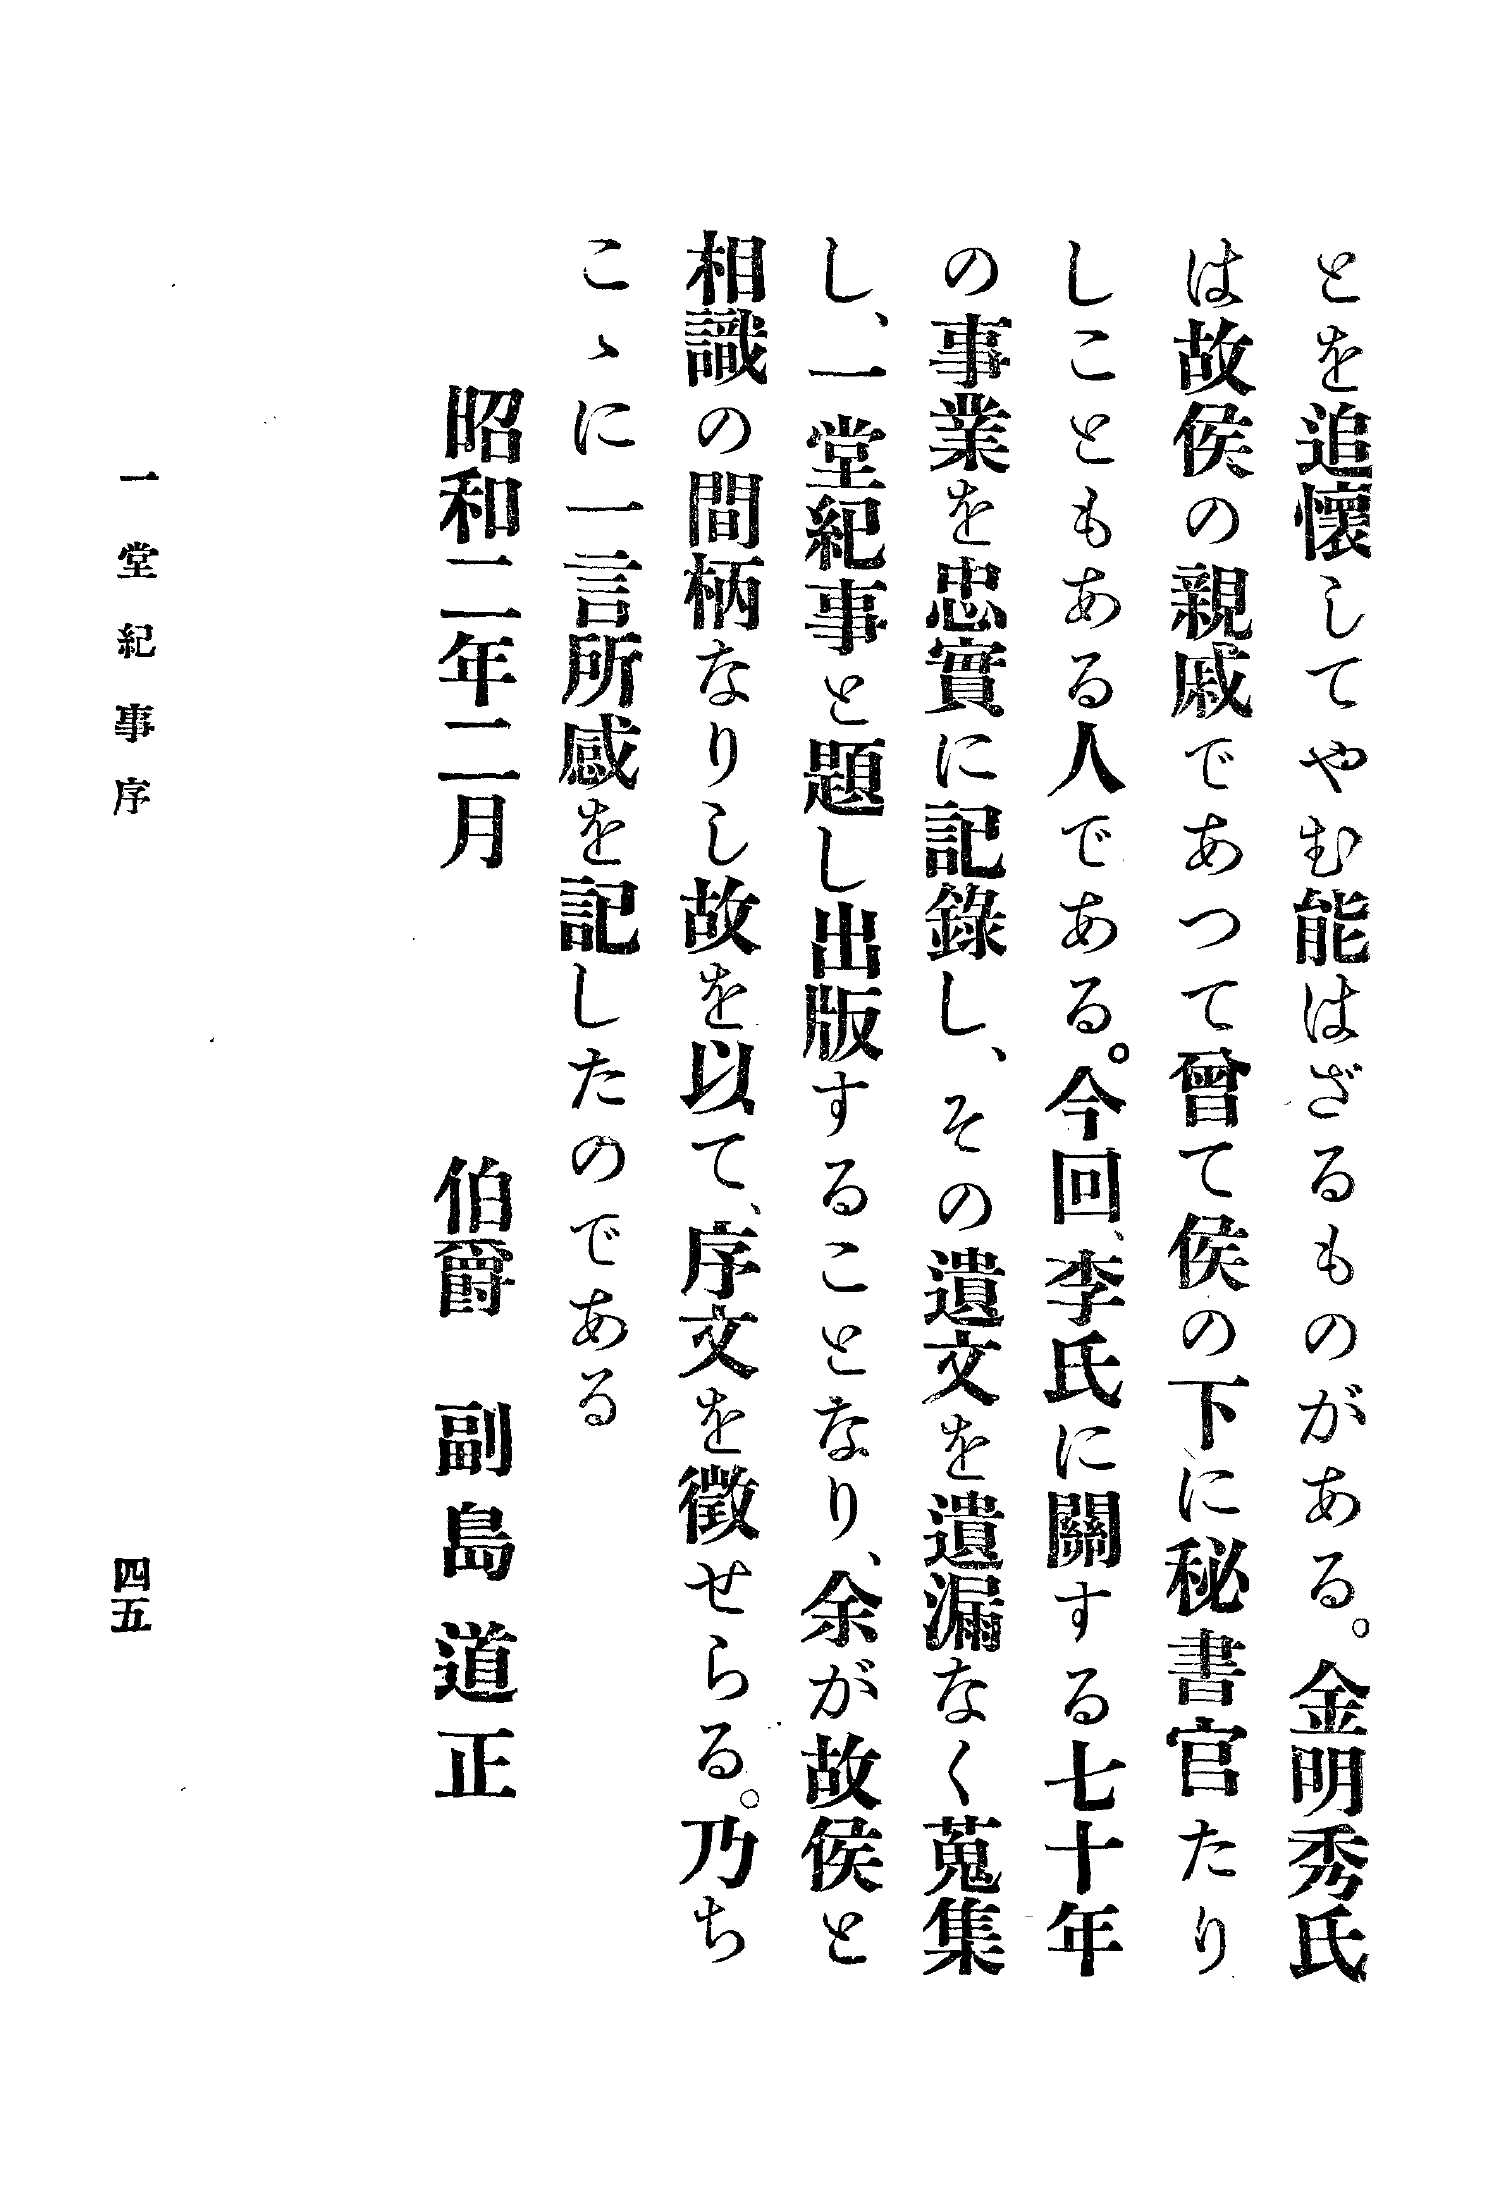 とを追懷してやむ能はざるものがある。金明秀氏
は故侯の親戚であつて曾て侯の下に秘書官たり
しこともある人である。今回、李氏に關する七十年
の事業を忠實に記錄し、その遺文を遺漏なく蒐集
し、一堂紀事と題し出版することなり、余が故侯と
相識の間柄なりし故を以て、序文を徵せらる。乃ち
こゝに一言所感を記したのである
昭和二年二月
伯爵 副島道正
一堂紀事序
四五